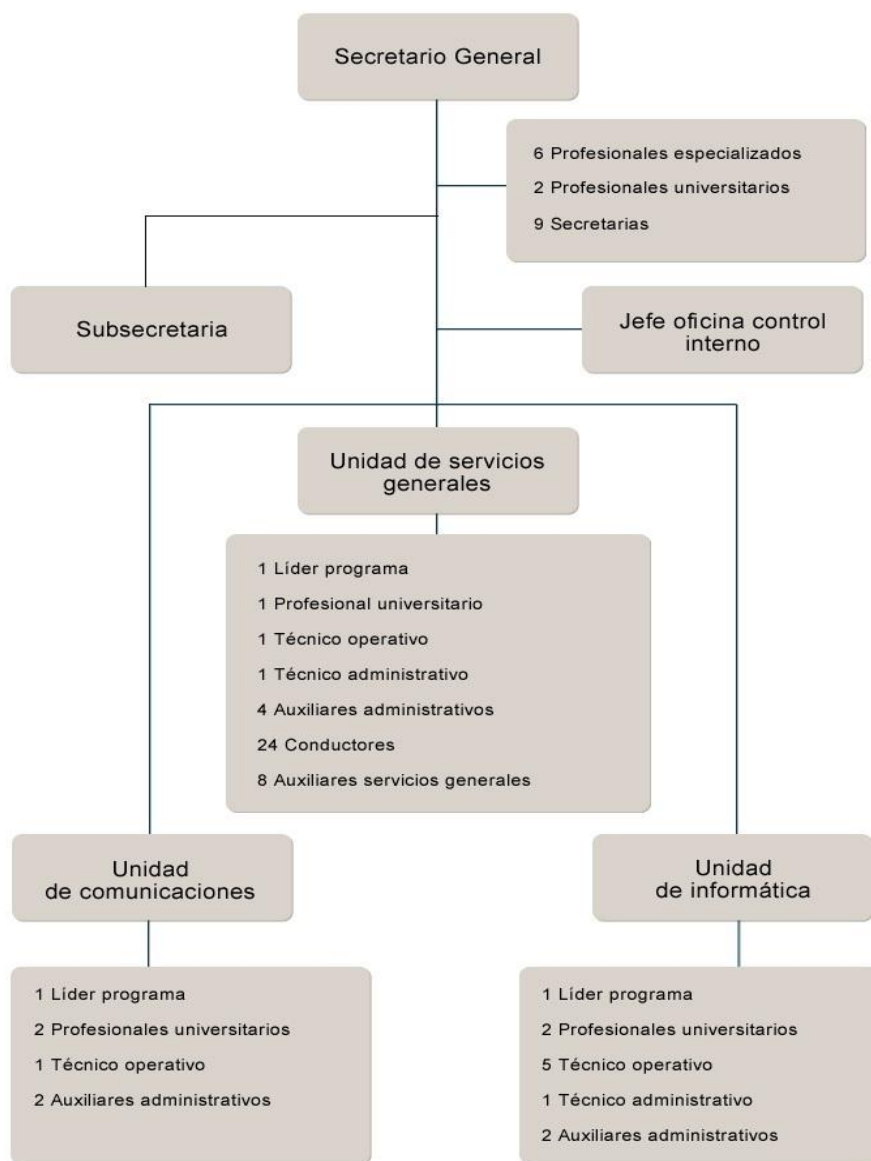 Secretario General
6 Profesionales especializados
2 Profesionales universitarios
9 Secretarias
Subsecretaria
Jefe oficina control
interno
Unidad de servicios
generales
1 Líder programa
1 Profesional universitario
1 Técnico operativo
1 Técnico administrativo
4 Auxiliares administrativos
24 Conductores
8 Auxiliares servicios generales
Unidad
de comunicaciones
1 Líder programa
2 Profesionales universitarios
1 Técnico operativo
2 Auxiliares administrativos
Unidad
de informática
1 Líder programa
2 Profesionales universitarios
5 Técnico operativo
1 Técnico administrativo
2 Auxiliares administrativos